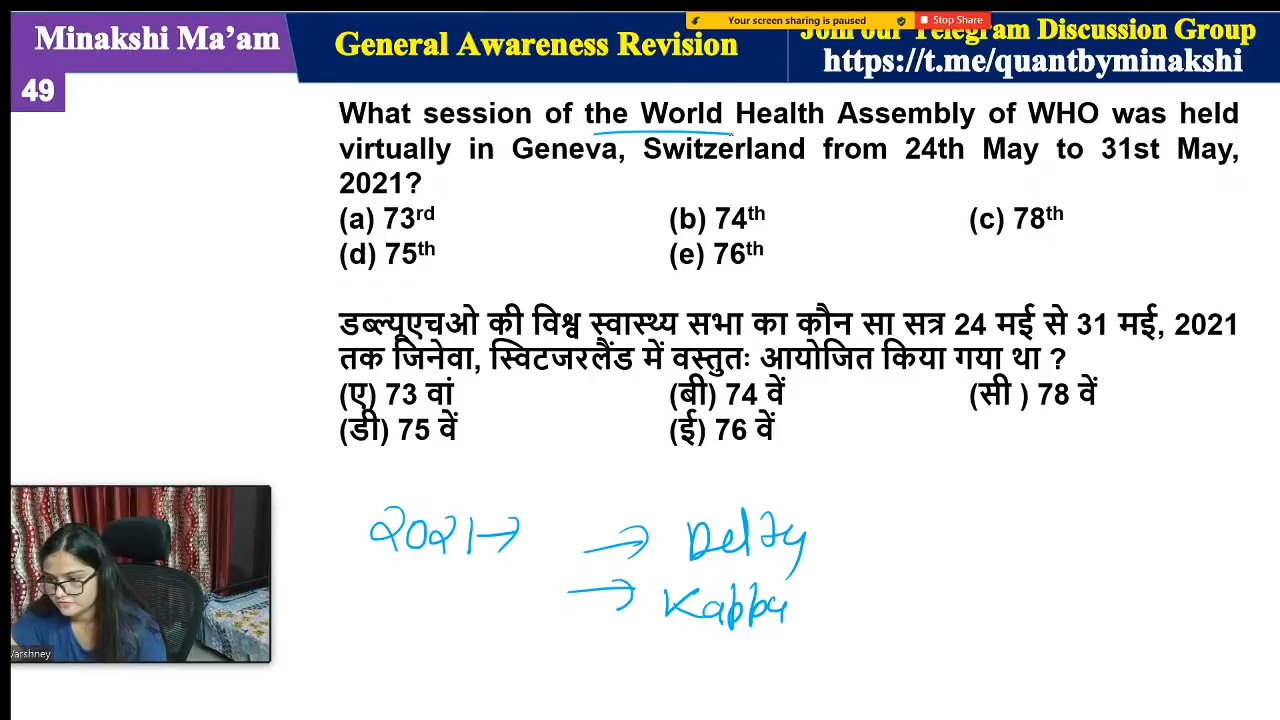 Minakshi Ma’am
General Awareness Revision
Your screen sharing is paused
Stop Share
Join our Telegram Discussion Group
https://t.me/quantbyminakshi
49
What session of the World Health Assembly of WHO was held
virtually in Geneva, Switzerland from 24th May to 31st May,
2021?
(a) 73rd (b) 74th (c) 78th
(d) 75th (e) 76th
डब्ल्यूएचओ की विश्व स्वास्थ्य सभा का कौन सा सत्र 24 मई से 31 मई, 2021
तक जिनेवा, स्विटजरलैंड में वस्तुतः आयोजित किया गया था ?
(ए) 73 वां (बी) 74 वें (सी ) 78 वें
(डी) 75 वें (ई) 76 वें
2021→ → Delta
→ Kappa
Varshney